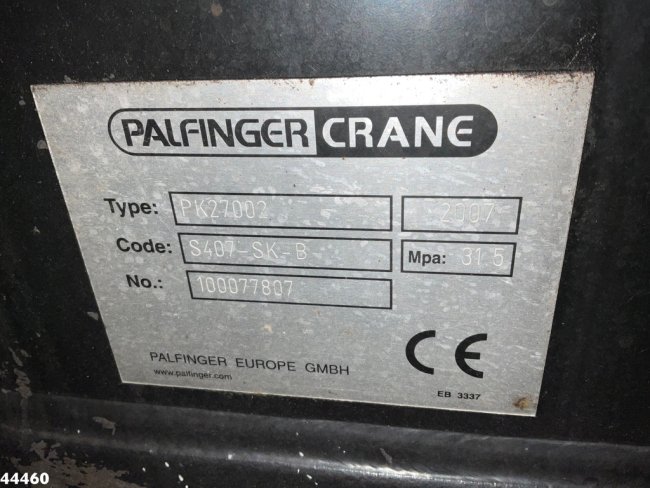 PALFINGER CRANE
Type: PK27002 2007
Code: S407-SK-B Mpa: 31.5
No.: 100077807
PALFINGER EUROPE GMBH
www.palfinger.com
CE
EB 3337
44460